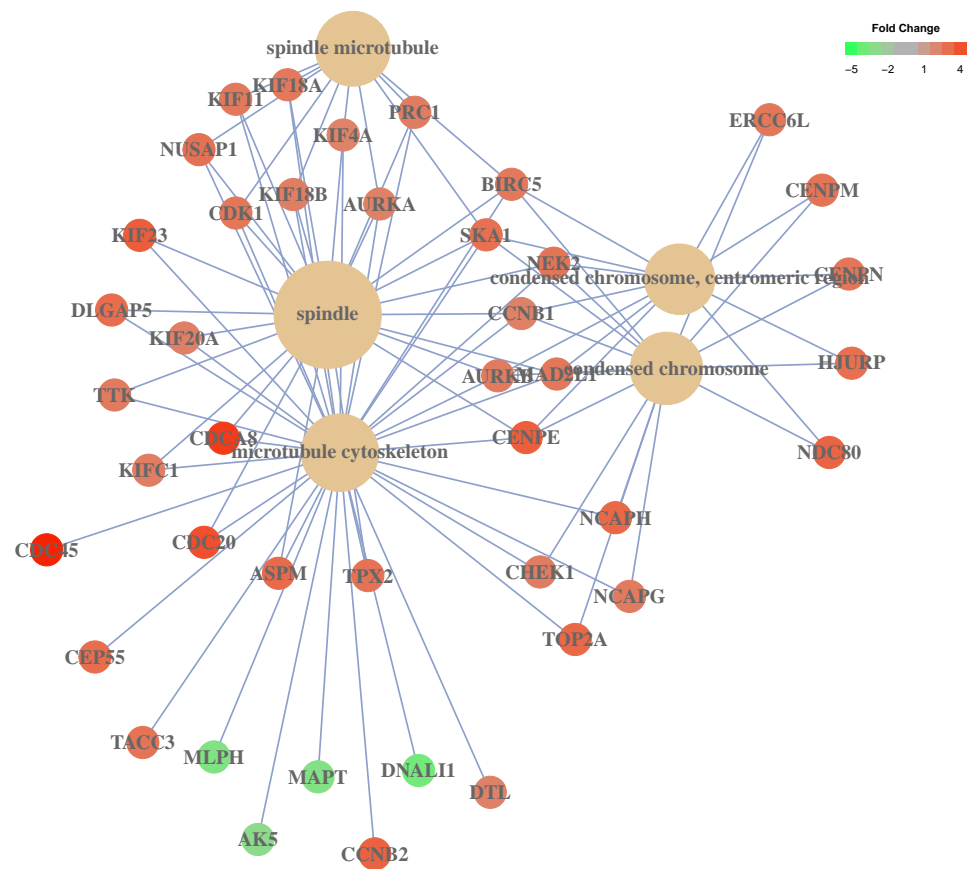 Fold Change
−5 −2 1 4
spindle microtubule
KIF18A
KIF11
PRC1
ERCC6L
KIF4A
NUSAP1
BIRC5
CENPM
KIF18B
AURKA
CDK1
KIF23
SKA1
NEK2
CENPN
condensed chromosome, centromeric region
DLGAP5
spindle
CCNB1
KIF20A
HJURP
condensed chromosome
AURKB
MAD2L1
TTK
CDCA8
CENPE
microtubule cytoskeleton
NDC80
KIFC1
NCAPH
CDC45
CDC20
ASPM
TPX2
CHEK1
NCAPG
TOP2A
CEP55
TACC3
MLPH
MAPT
DNALI1
DTL
AK5
CCNB2